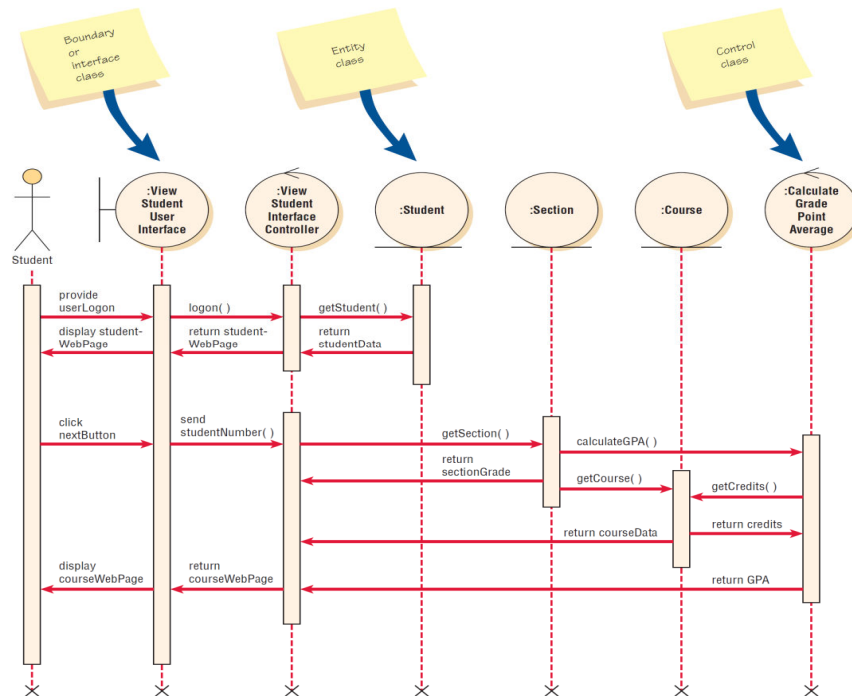 Boundary
or
interface
class
Entity
class
Control
class
:View
Student
User
Interface
:View
Student
Interface
Controller
:Student
:Section
:Course
:Calculate
Grade
Point
Average
Student
provide
userLogon
logon( )
getStudent( )
display student-
WebPage
return student-
WebPage
return
studentData
click
nextButton
send
studentNumber( )
getSection( )
calculateGPA( )
return
sectionGrade
getCourse( )
getCredits( )
return courseData
return credits
display
courseWebPage
return
courseWebPage
return GPA